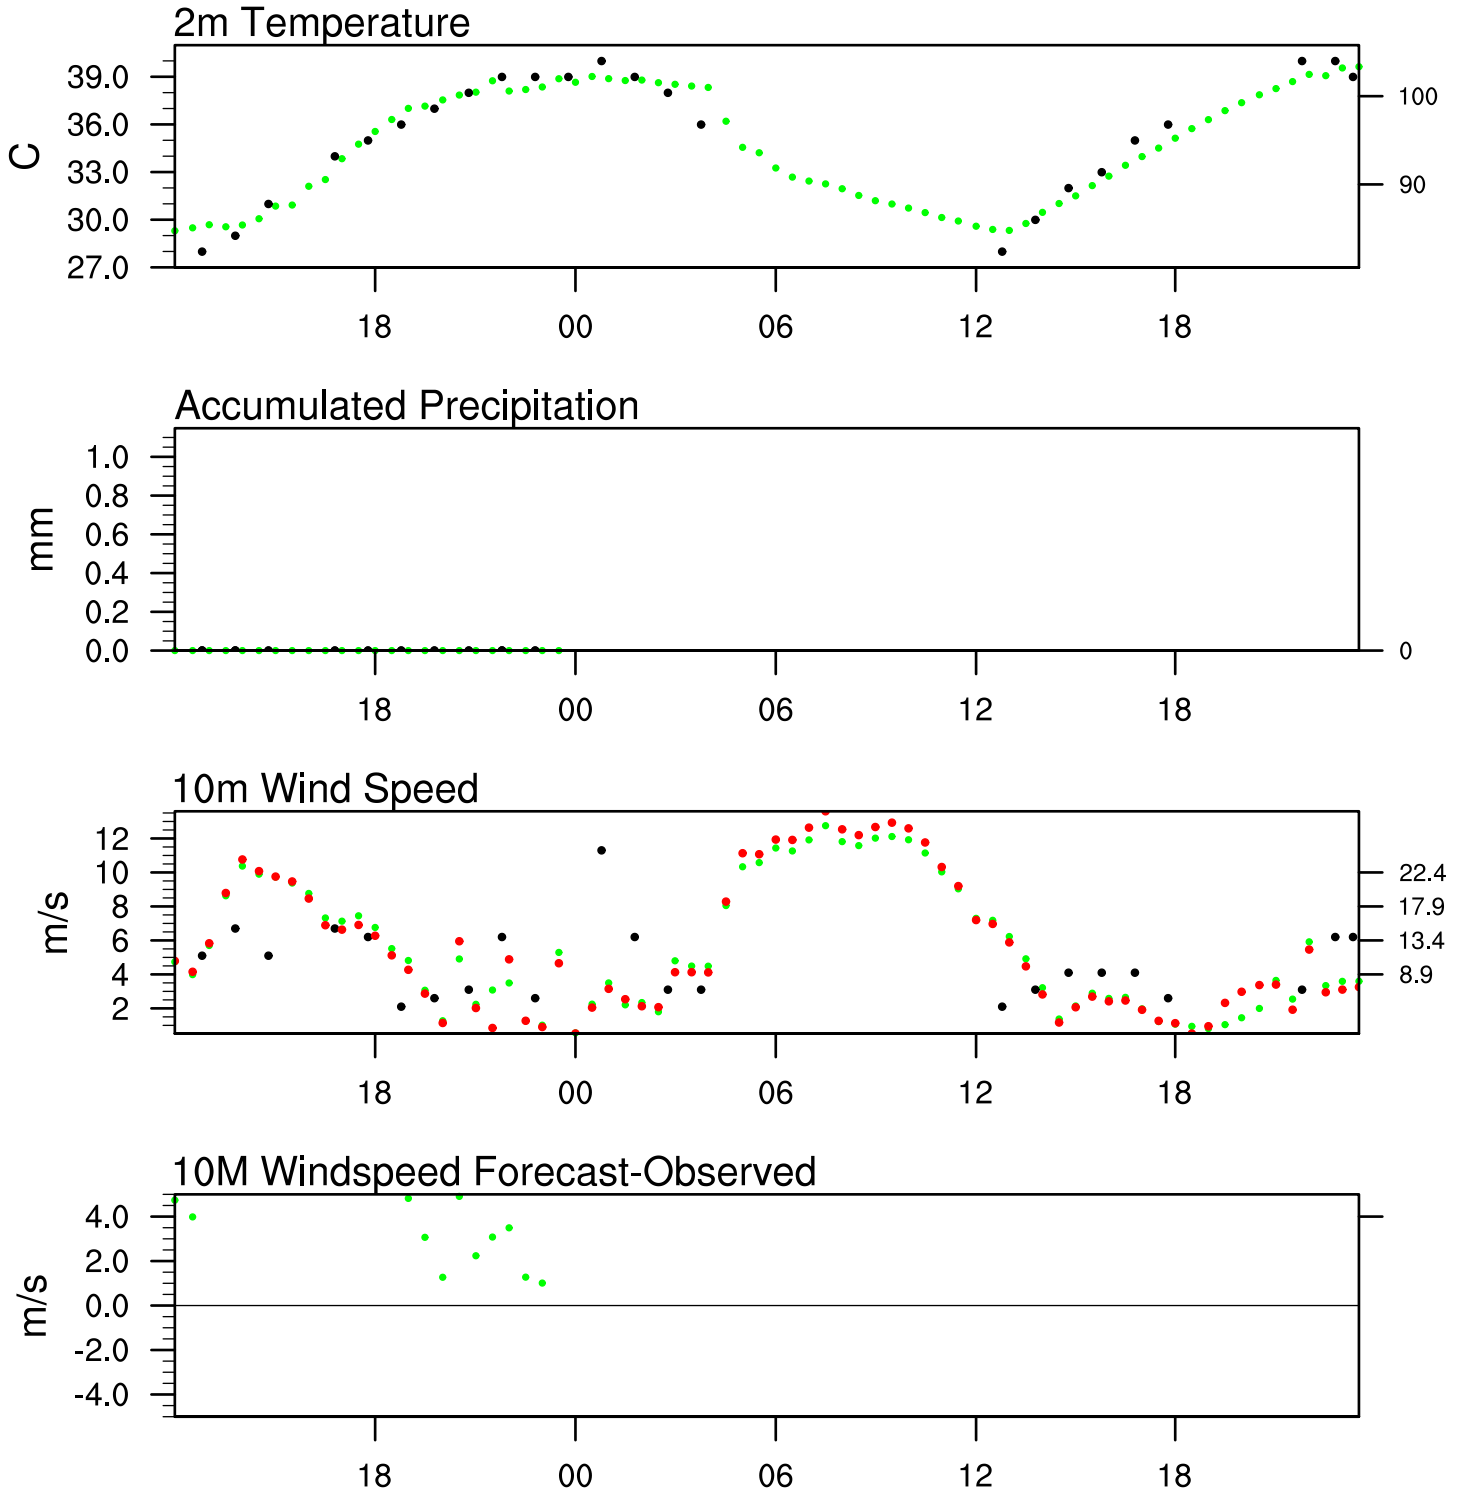 2m Temperature
39.0
36.0
33.0
30.0
27.0
C
100
90
18 00 06 12 18
Accumulated Precipitation
1.0
0.8
0.6
0.4
0.2
0.0
mm
0
18 00 06 12 18
10m Wind Speed
12
10
8
6
4
2
m/s
22.4
17.9
13.4
8.9
18 00 06 12 18
10M Windspeed Forecast-Observed
4.0
2.0
0.0
-2.0
-4.0
m/s
18 00 06 12 18